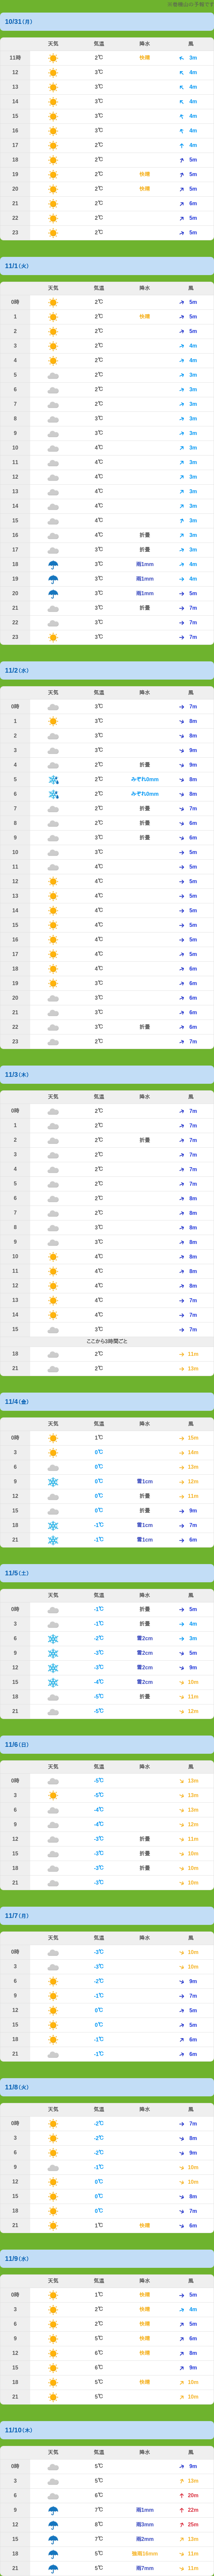 10/31(月)
天気 気温 降水 風
11時 2℃ 快晴 3m
12 2℃ 4m
13 2℃ 4m
14 2℃ 4m
15 3℃ 4m
16 3℃ 4m
17 2℃ 4m
18 2℃ 5m
19 2℃ 快晴 5m
20 2℃ 快晴 5m
21 2℃ 6m
22 2℃ 5m
23 2℃ 5m
11/1(火)
天気 気温 降水 風
0時 2℃ 5m
1 2℃ 快晴 5m
2 2℃ 5m
3 2℃ 4m
4 2℃ 4m
5 2℃ 3m
6 2℃ 3m
7 2℃ 3m
8 3℃ 3m
9 3℃ 3m
10 4℃ 3m
11 4℃ 3m
12 4℃ 3m
13 4℃ 3m
14 4℃ 3m
15 4℃ 3m
16 4℃ 折畳 3m
17 3℃ 折畳 3m
18 3℃ 雨1mm 4m
19 3℃ 雨1mm 4m
20 3℃ 雨1mm 5m
21 3℃ 折畳 7m
22 3℃ 7m
23 3℃ 7m
11/2(水)
天気 気温 降水 風
0時 3℃ 7m
1 3℃ 8m
2 3℃ 8m
3 3℃ 9m
4 2℃ 折畳 9m
5 2℃ みぞれ0mm 8m
6 2℃ みぞれ0mm 8m
7 2℃ 折畳 7m
8 3℃ 折畳 6m
9 3℃ 折畳 6m
10 3℃ 5m
11 4℃ 5m
12 4℃ 5m
13 4℃ 5m
14 4℃ 5m
15 4℃ 5m
16 4℃ 5m
17 4℃ 5m
18 4℃ 6m
19 3℃ 6m
20 3℃ 6m
21 3℃ 6m
22 3℃ 折畳 6m
23 2℃ 7m
11/3(木)
天気 気温 降水 風
0時 2℃ 7m
1 2℃ 7m
2 2℃ 折畳 7m
3 2℃ 7m
4 2℃ 7m
5 2℃ 7m
6 2℃ 8m
7 2℃ 8m
8 3℃ 8m
9 3℃ 8m
10 4℃ 8m
11 4℃ 8m
12 4℃ 8m
13 4℃ 7m
14 4℃ 7m
15 3℃ 7m
ここから3時間ごと
18 2℃ 11m
21 2℃ 13m
11/4(金)
天気 気温 降水 風
0時 1℃ 15m
3 0℃ 14m
6 0℃ 13m
9 0℃ 雪1cm 12m
12 0℃ 折畳 11m
15 0℃ 折畳 9m
18 -1℃ 雪1cm 7m
21 -1℃ 雪1cm 6m
11/5(土)
天気 気温 降水 風
0時 -1℃ 折畳 5m
3 -1℃ 折畳 4m
6 -2℃ 雪2cm 3m
9 -3℃ 雪2cm 5m
12 -3℃ 雪2cm 9m
15 -4℃ 雪2cm 10m
18 -5℃ 折畳 11m
21 -5℃ 12m
11/6(日)
天気 気温 降水 風
0時 -5℃ 13m
3 -5℃ 13m
6 -4℃ 13m
9 -4℃ 12m
12 -3℃ 折畳 11m
15 -3℃ 折畳 10m
18 -3℃ 折畳 10m
21 -3℃ 10m
11/7(月)
天気 気温 降水 風
0時 -3℃ 10m
3 -3℃ 10m
6 -2℃ 9m
9 -1℃ 7m
12 0℃ 5m
15 0℃ 5m
18 -1℃ 6m
21 -1℃ 6m
11/8(火)
天気 気温 降水 風
0時 -2℃ 7m
3 -2℃ 8m
6 -2℃ 9m
9 -1℃ 10m
12 0℃ 10m
15 0℃ 8m
18 0℃ 7m
21 1℃ 快晴 6m
11/9(水)
天気 気温 降水 風
0時 1℃ 快晴 5m
3 2℃ 快晴 4m
6 2℃ 快晴 5m
9 5℃ 快晴 6m
12 6℃ 快晴 8m
15 6℃ 9m
18 5℃ 快晴 10m
21 5℃ 10m
11/10(木)
天気 気温 降水 風
0時 5℃ 9m
3 5℃ 13m
6 6℃ 20m
9 7℃ 雨1mm 22m
12 8℃ 雨3mm 25m
15 7℃ 雨2mm 13m
18 5℃ 強雨16mm 11m
21 5℃ 雨7mm 11m